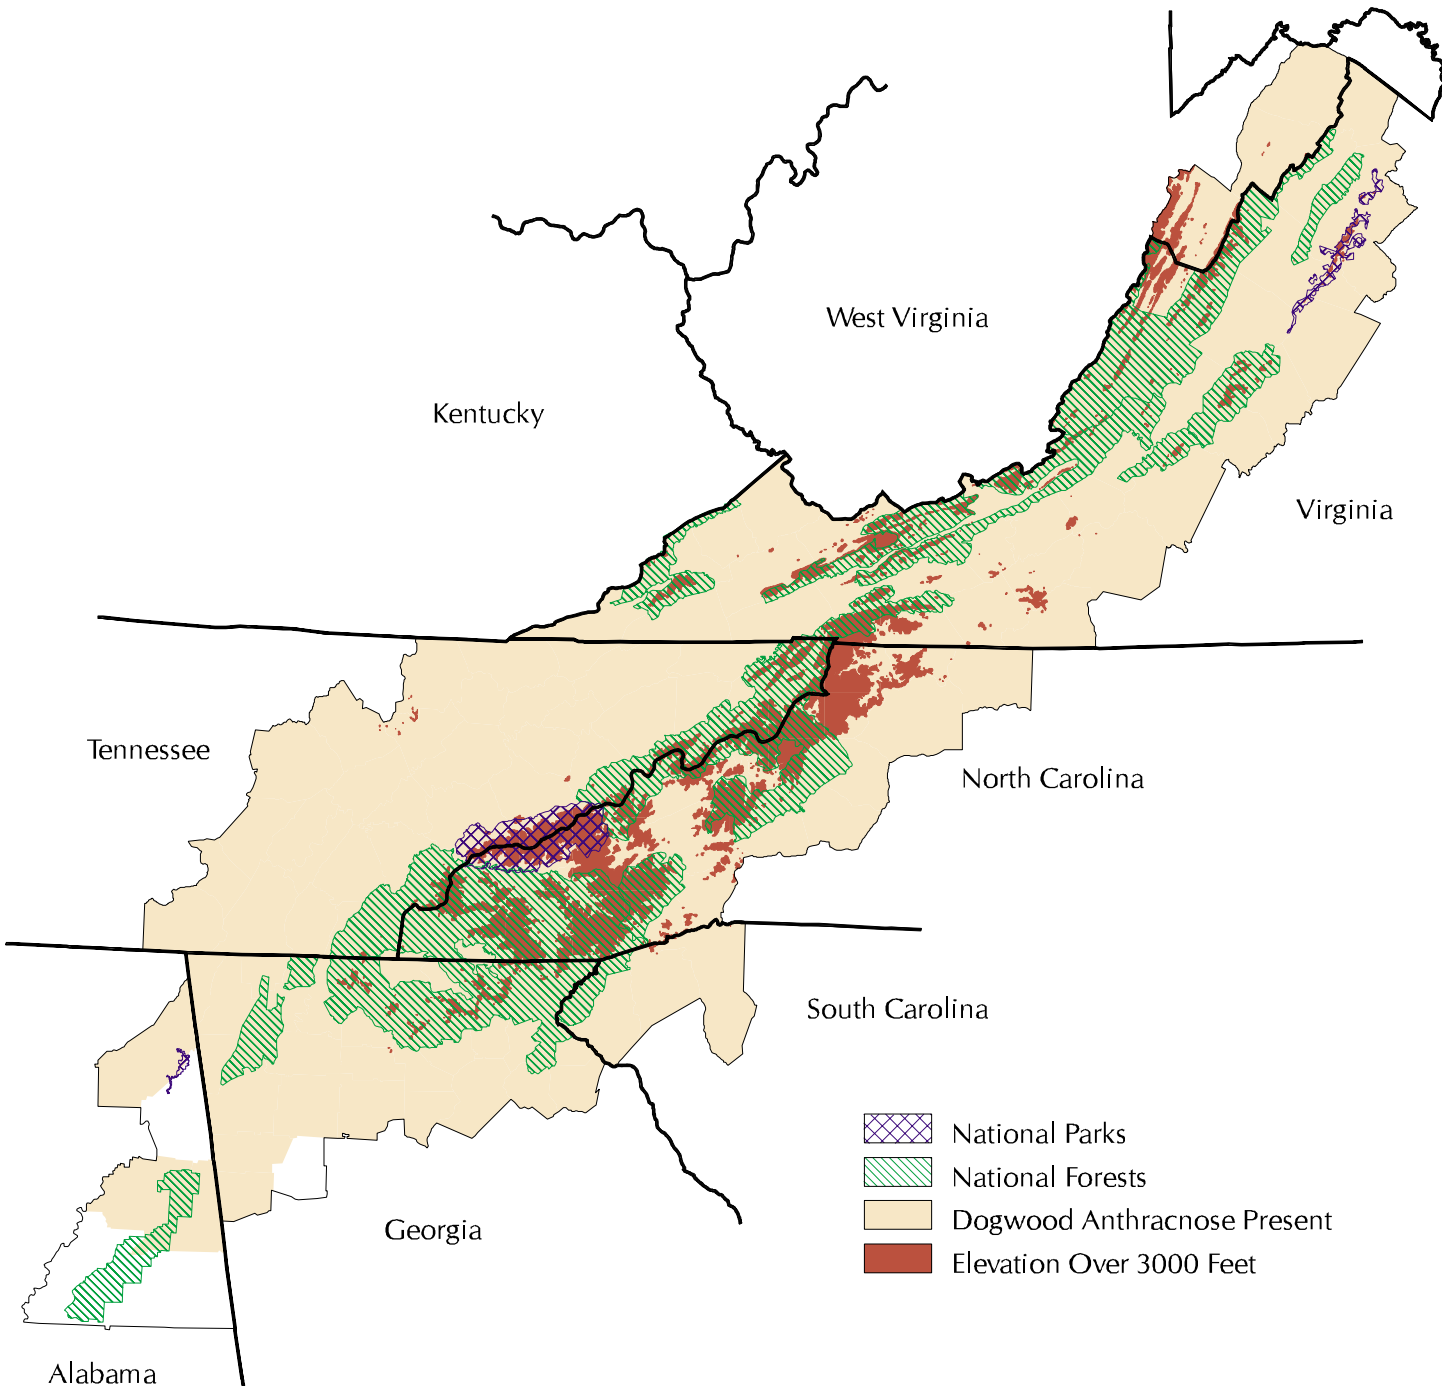 West Virginia
Kentucky
Virginia
Tennessee
North Carolina
South Carolina
National Parks
National Forests
Dogwood Anthracnose Present
Georgia
Elevation Over 3000 Feet
Alabama